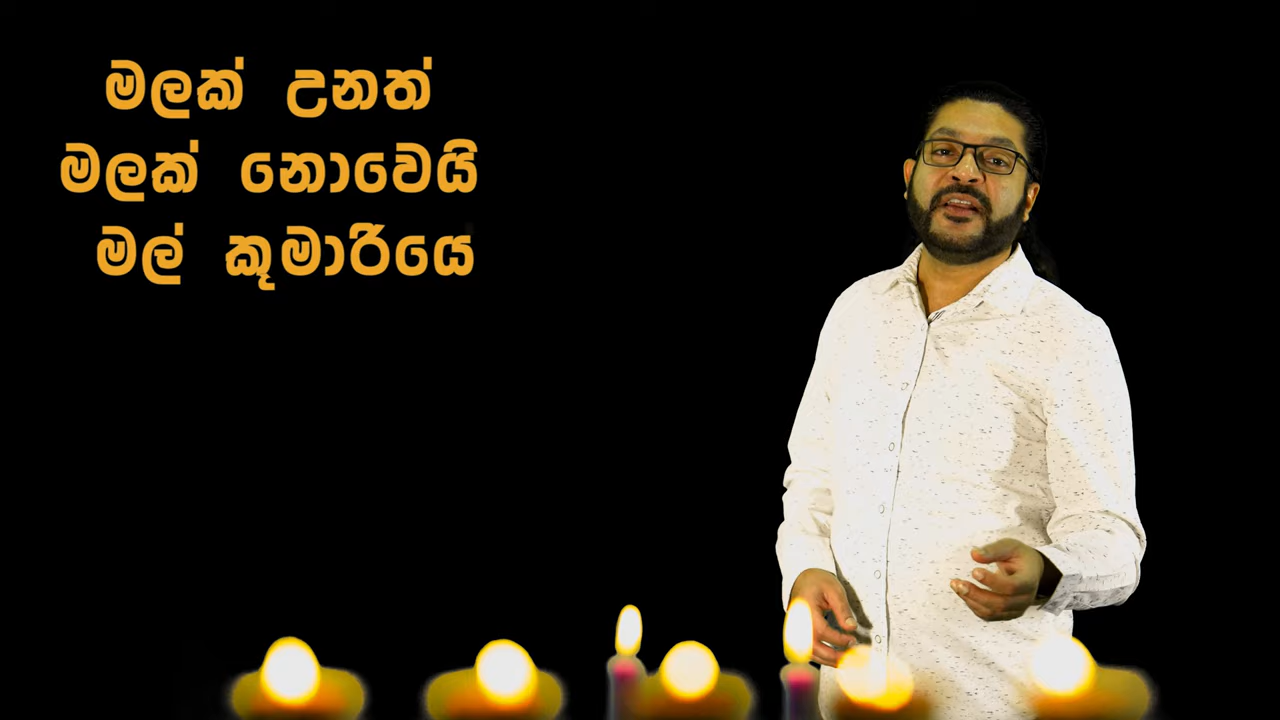 මලක් උනත්
මලක් නොවෙයි
මල් කුමාරියෙ